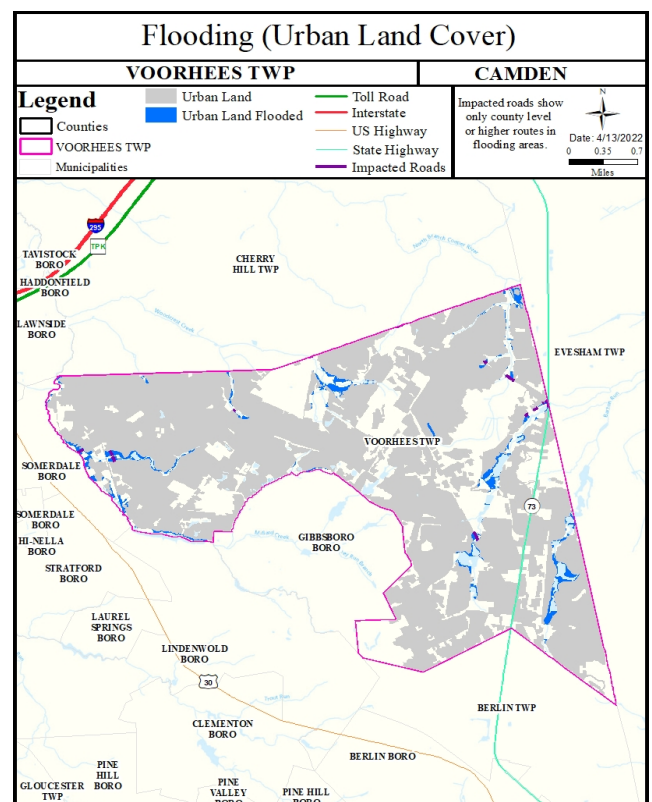 Flooding (Urban Land Cover)
VOORHEES TWP
CAMDEN
Legend
Counties
VOORHEES TWP
Municipalities
Urban Land
Urban Land Flooded
Toll Road
Interstate
US Highway
State Highway
Impacted Roads
Impacted roads show
only county level
or higher routes in
flooding areas.
N
Date: 4/13/2022
0 0.35 0.7
Miles
295
TPK
TAVISTOCK
BORO
HADDONFIELD
BORO
CHERRY
HILL TWP
LAWNSIDE
BORO
EVESHAM TWP
VOORHEES TWP
SOMERDALE
BORO
73
SOMERDALE
BORO
HI-NELLA
BORO
GIBBSBORO
BORO
STRATFORD
BORO
LAUREL
SPRINGS
BORO
LINDENWOLD
BORO
30
BERLIN TWP
CLEMENTON
BORO
BERLIN BORO
PINE
HILL
BORO
GLOUCESTER
TWP
PINE
VALLEY
BORO
PINE HILL
BORO